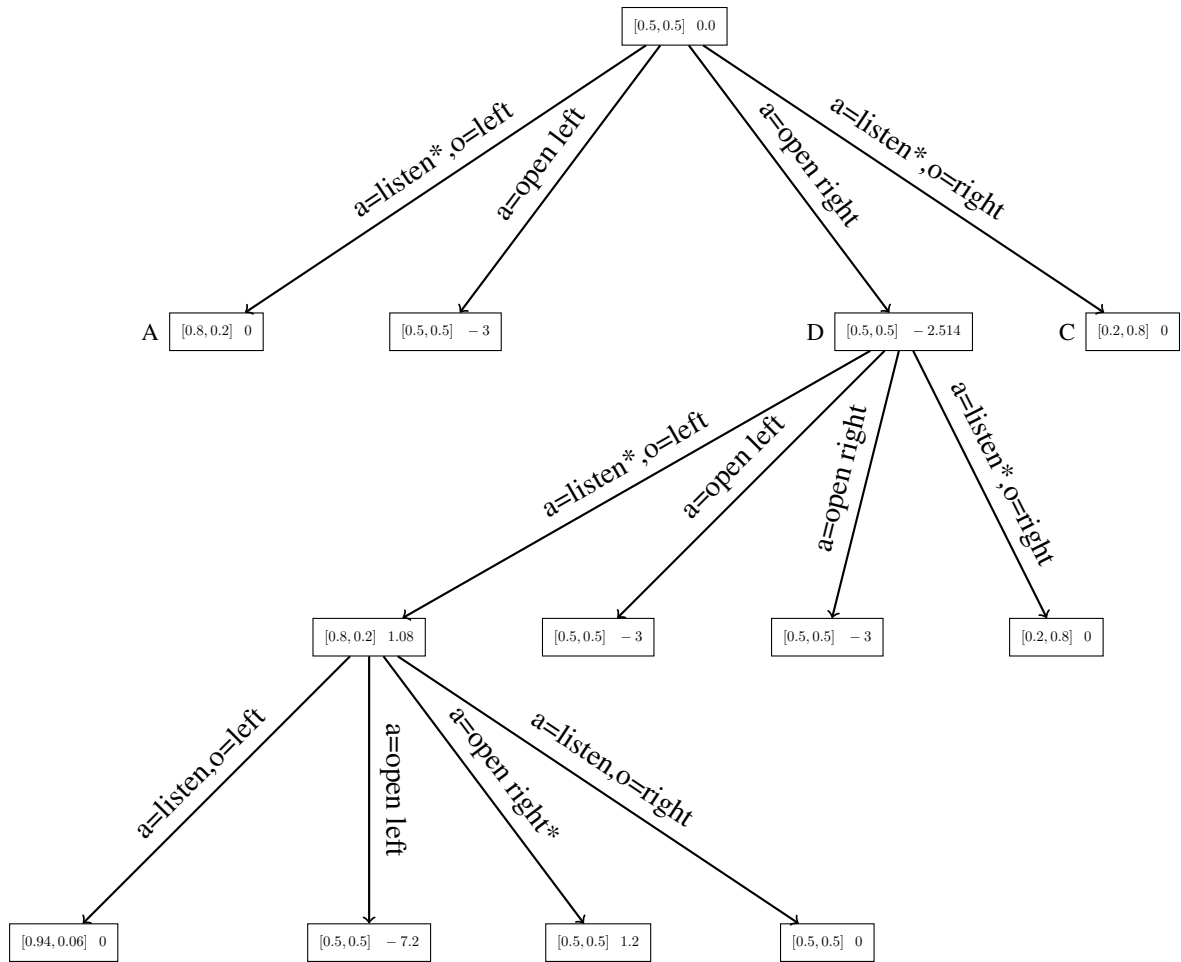 [0.5, 0.5] 0.0
a=listen*,o=left
a=open left
a=open right
a=listen*,o=right
A
[0.8, 0.2] 0
[0.5, 0.5] − 3
D
[0.5, 0.5] − 2.514
C
[0.2, 0.8] 0
a=listen*,o=left
a=open left
a=open right
a=listen*,o=right
[0.8, 0.2] 1.08
[0.5, 0.5] − 3
[0.5, 0.5] − 3
[0.2, 0.8] 0
a=listen,o=left
a=open left
a=open right*
a=listen,o=right
[0.94, 0.06] 0
[0.5, 0.5] − 7.2
[0.5, 0.5] 1.2
[0.5, 0.5] 0